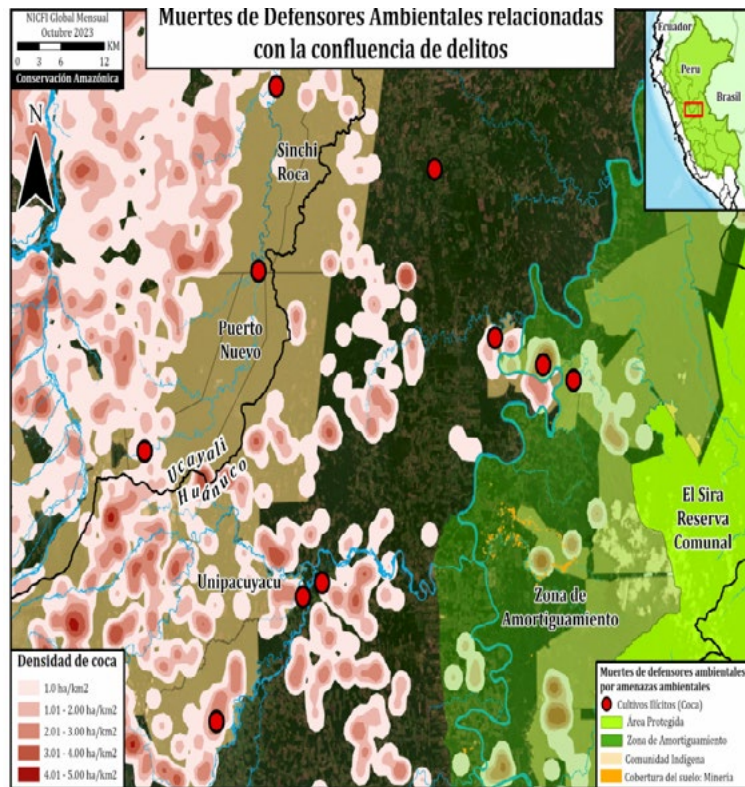 NICFI Global Mensual
Octubre 2023
0 3 6 12 KM
Conservación Amazónica
Muertes de Defensores Ambientales relacionadas
con la confluencia de delitos
Ecuador
Peru
Brasil
N
Sinchi
Roca
Puerto
Nuevo
Ucayali
Huánuco
Unipacuyacu
El Sira
Reserva
Comunal
Zona de
Amortiguamiento
Densidad de coca
1.0 ha/km2
1.01 - 2.00 ha/km2
2.01 - 3.00 ha/km2
3.01 - 4.00 ha/km2
4.01 - 5.00 ha/km2
Muertes de defensores ambientales
por amenazas ambientales
Cultivos Ilícitos (Coca)
Área Protegida
Zona de Amortiguamiento
Comunidad Indígena
Cobertura del suelo: Minería